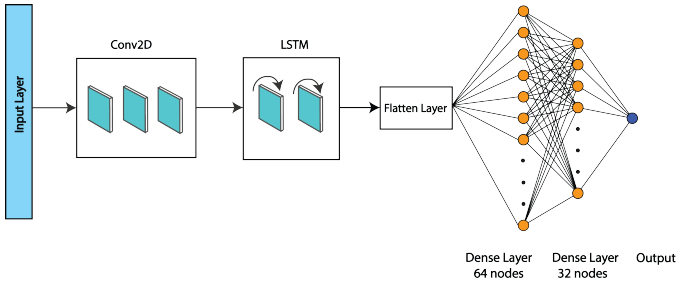 Input Layer
Conv2D
LSTM
Flatten Layer
Dense Layer
64 nodes
Dense Layer
32 nodes
Output